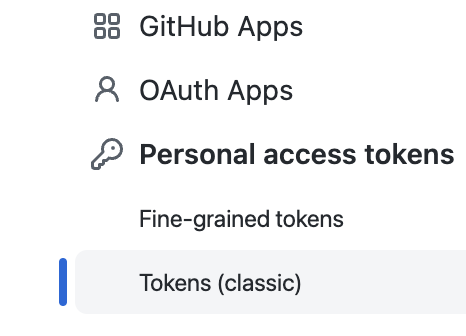 GitHub Apps
OAuth Apps
Personal access tokens
Fine-grained tokens
Tokens (classic)